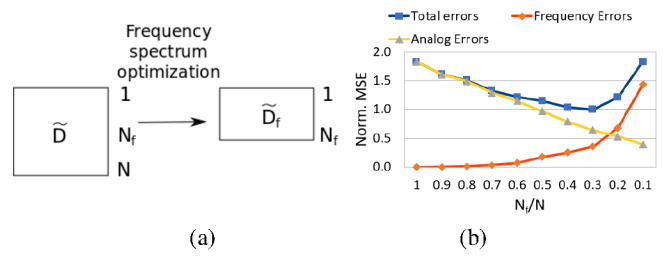 Frequency
spectrum
optimization
D̃
1
N_f
N
D̃_f
1
N_f
(a)
Total errors
Frequency Errors
Analog Errors
Norm. MSE
2.0
1.5
1.0
0.5
0.0
1 0.9 0.8 0.7 0.6 0.5 0.4 0.3 0.2 0.1
N_f/N
(b)